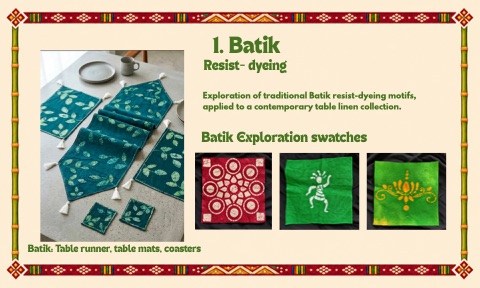 1. Batik
Resist- dyeing
Exploration of traditional Batik resist-dyeing motifs,
applied to a contemporary table linen collection.
Batik Exploration swatches
Batik: Table runner, table mats, coasters